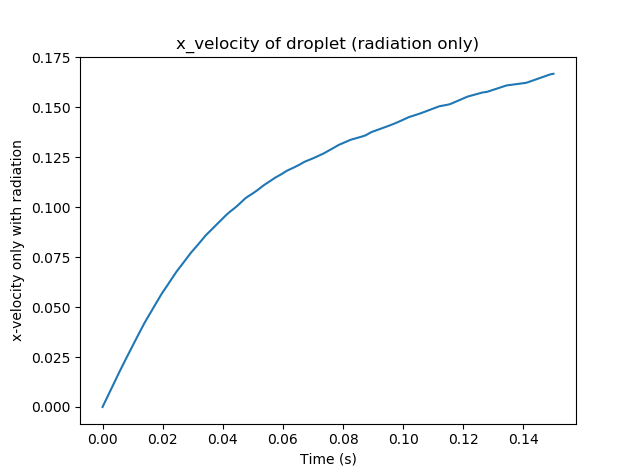 x_velocity of droplet (radiation only)
x-velocity only with radiation
0.175
0.150
0.125
0.100
0.075
0.050
0.025
0.000
0.00 0.02 0.04 0.06 0.08 0.10 0.12 0.14
Time (s)